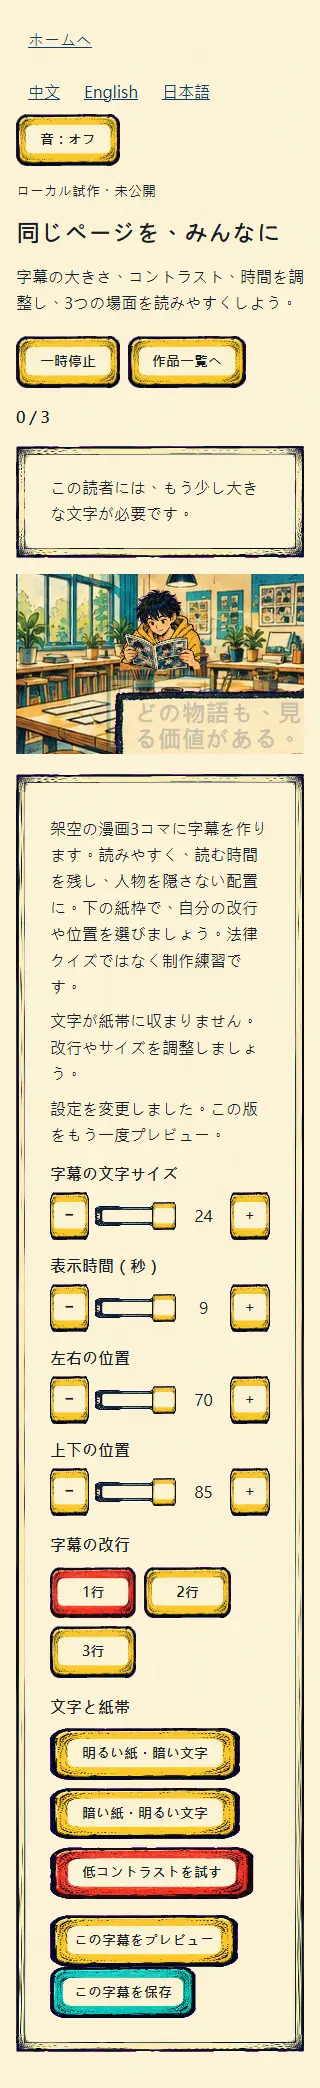 ホームへ
中文 English 日本語
音：オフ
ローカル試作・未公開
同じページを、みんなに
字幕の大きさ、コントラスト、時間を調
整し、3つの場面を読みやすくしよう。
一時停止 作品一覧へ
0 / 3
この読者には、もう少し大き
な文字が必要です。
どの物語も、見
る価値がある。
架空の漫画3コマに字幕を作り
ます。読みやすく、読む時間
を残し、人物を隠さない配置
に。下の紙枠で、自分の改行
や位置を選びましょう。法律
クイズではなく制作練習で
す。
文字が紙帯に収まりません。
改行やサイズを調整しましょ
う。
設定を変更しました。この版
をもう一度プレビュー。
字幕の文字サイズ
− 24 +
表示時間（秒）
− 9 +
左右の位置
− 70 +
上下の位置
− 85 +
字幕の改行
1行 2行
3行
文字と紙帯
明るい紙・暗い文字
暗い紙・明るい文字
低コントラストを試す
この字幕をプレビュー
この字幕を保存